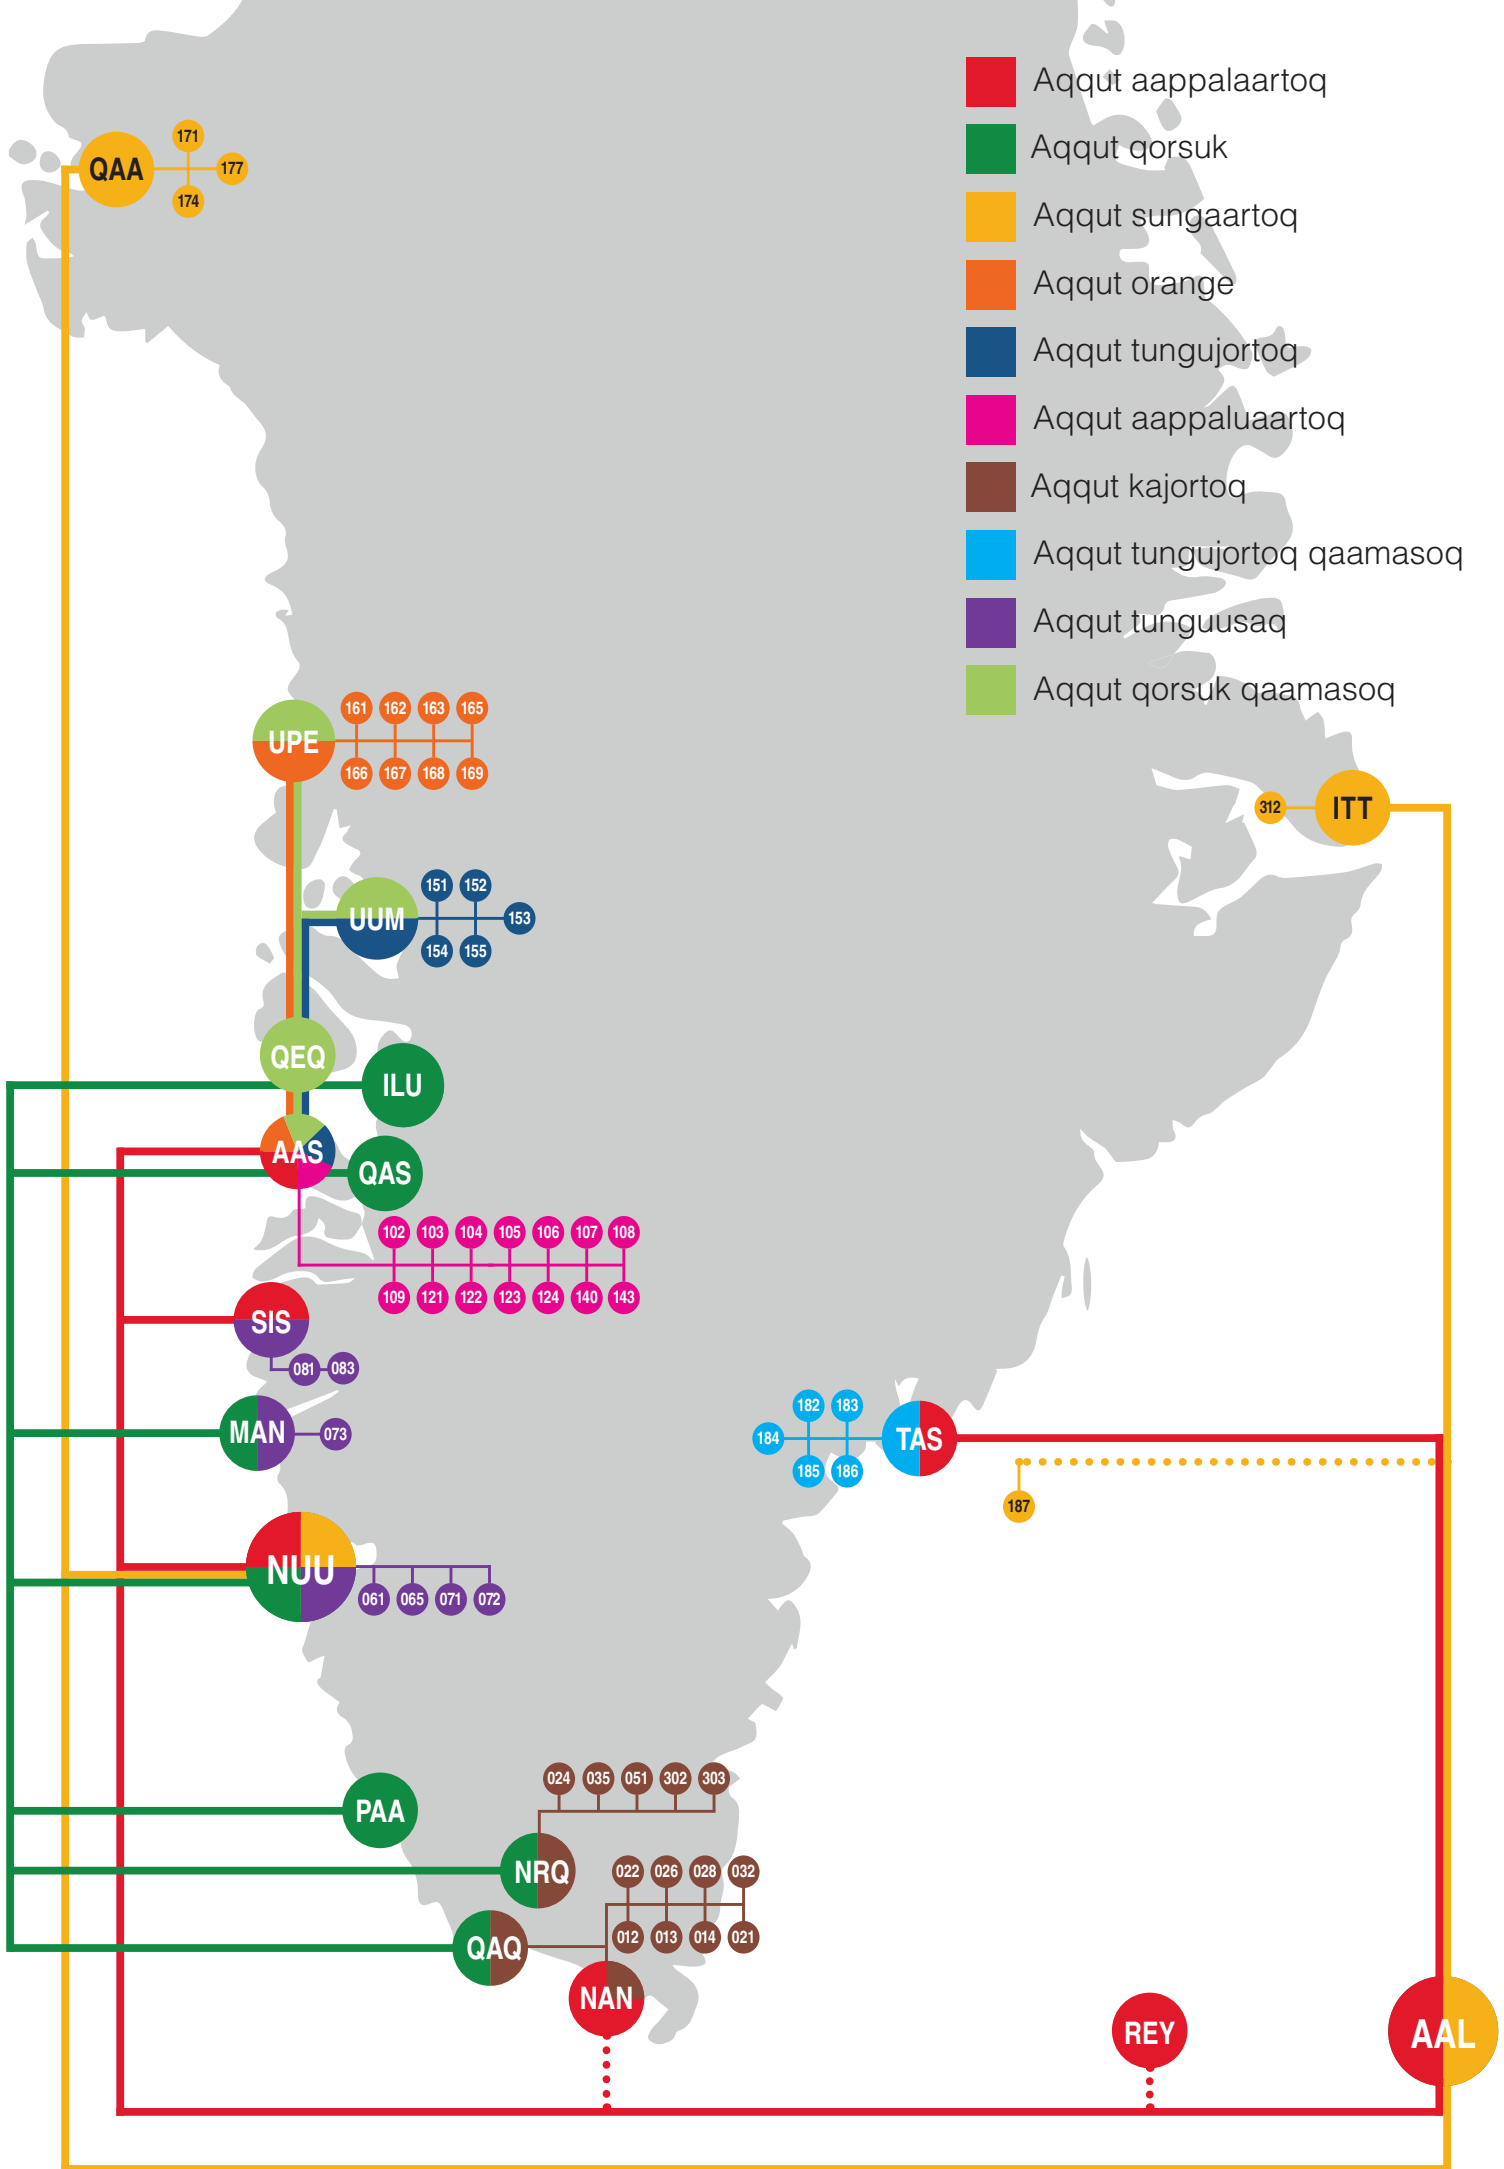 Aqqut aappalaartoq
Aqqut qorsuk
Aqqut sungaartoq
Aqqut orange
Aqqut tungujortoq
Aqqut aappaluaartoq
Aqqut kajortoq
Aqqut tungujortoq qaamasoq
Aqqut tunguusaq
Aqqut qorsuk qaamasoq
171
QAA 177
174
161 162 163 165
UPE
166 167 168 169
312 ITT
151 152
UUM 153
154 155
QEQ
ILU
AAS
QAS
102 103 104 105 106 107 108
109 121 122 123 124 140 143
SIS
081 083
182 183
MAN 073
184 TAS
185 186
187
NUU
061 065 071 072
024 035 051 302 303
PAA
NRQ
022 026 028 032
012 013 014 021
QAQ
NAN
REY
AAL